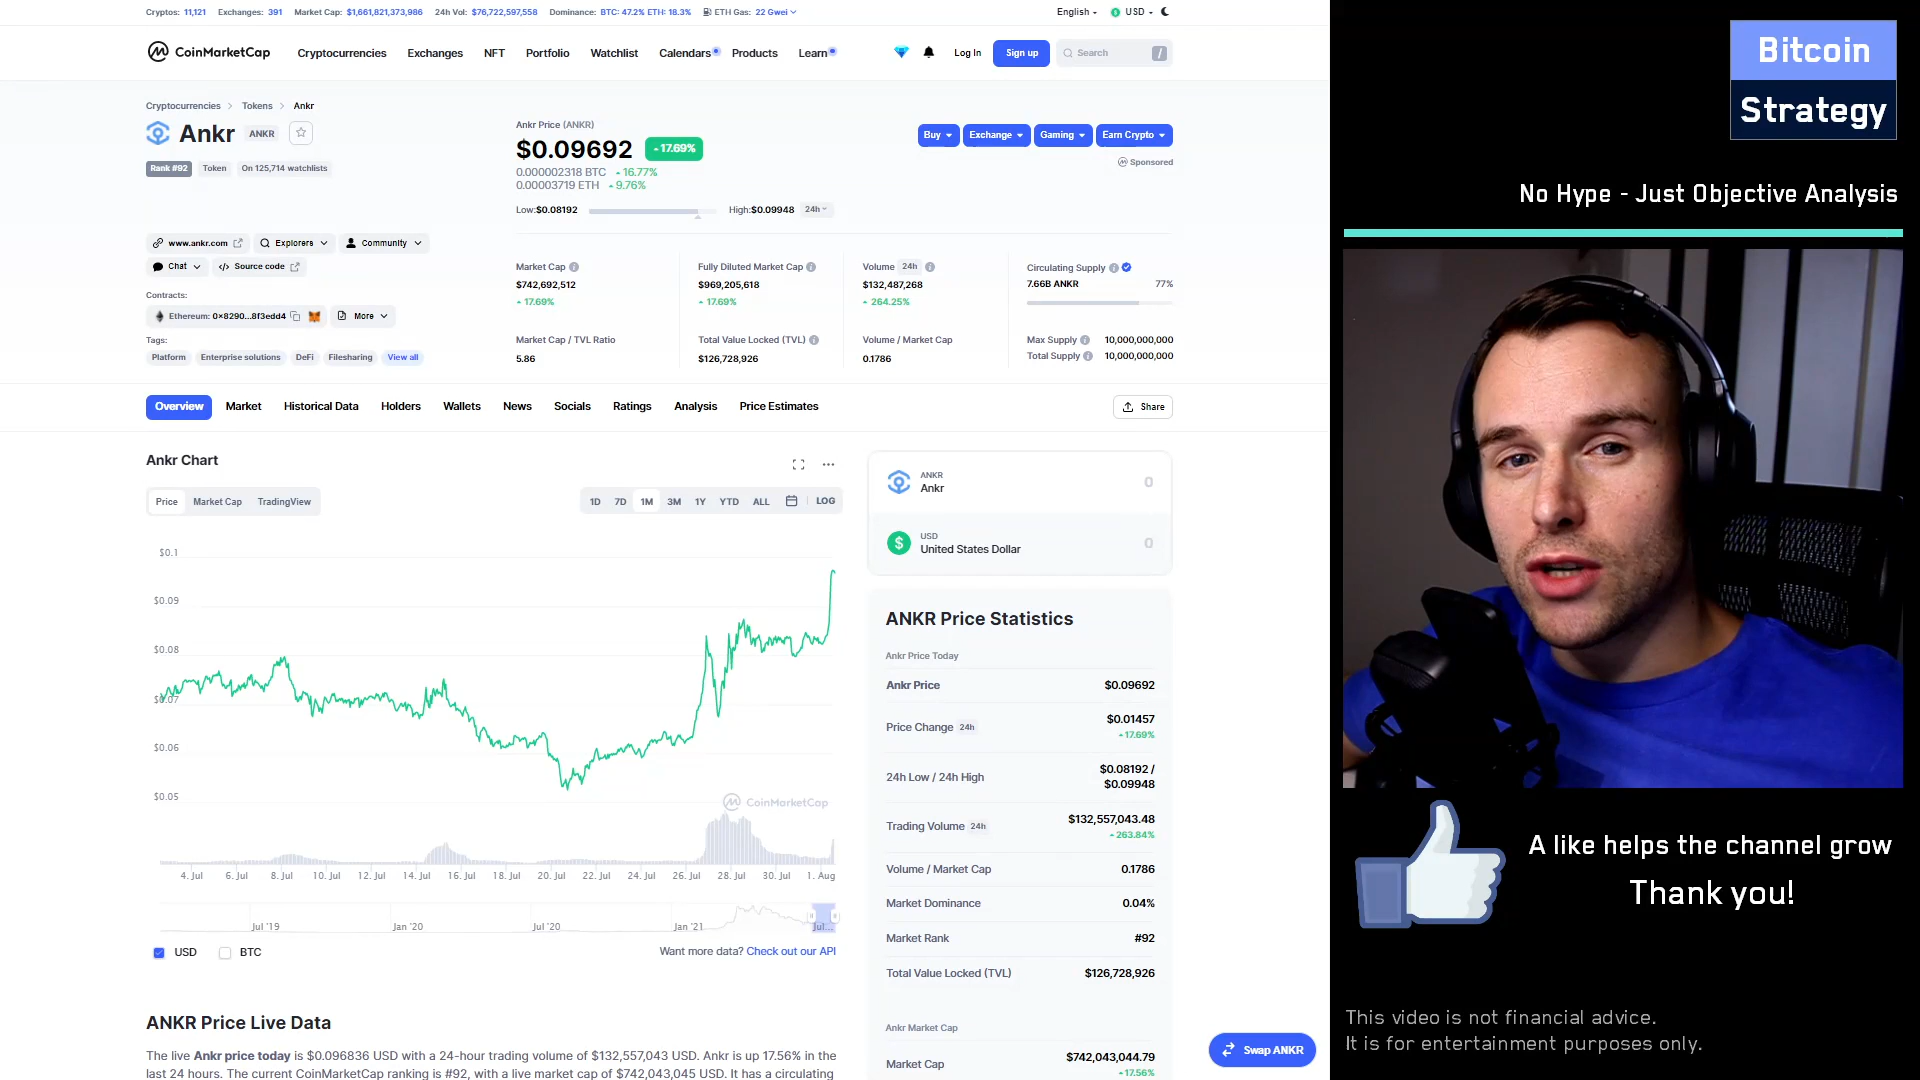 Cryptos: 11,121 Exchanges: 391 Market Cap: $1,661,821,373,986 24h Vol: $76,722,597,558 Dominance: BTC: 47.2% ETH: 18.3% ETH Gas: 22 Gwei
English USD
CoinMarketCap Cryptocurrencies Exchanges NFT Portfolio Watchlist Calendars Products Learn Log In Sign up Search /
Cryptocurrencies > Tokens > Ankr
Ankr ANKR
Rank #92 Token On 125,714 watchlists
www.ankr.com Explorers Community
Chat Source code
Contracts:
Ethereum: 0x8290...8f3edd4 More
Tags:
Platform Enterprise solutions DeFi Filesharing View all
Ankr Price (ANKR)
$0.09692 17.69%
0.000002318 BTC 16.77%
0.00003719 ETH 9.76%
Low:$0.08192 High:$0.09948 24h
Buy Exchange Gaming Earn Crypto
Sponsored
Market Cap
$742,692,512
17.69%
Fully Diluted Market Cap
$969,205,618
17.69%
Volume 24h
$132,487,268
264.25%
Circulating Supply
7.66B ANKR 77%
Market Cap / TVL Ratio
5.86
Total Value Locked (TVL)
$126,728,926
Volume / Market Cap
0.1786
Max Supply 10,000,000,000
Total Supply 10,000,000,000
Overview Market Historical Data Holders Wallets News Socials Ratings Analysis Price Estimates Share
Ankr Chart
Price Market Cap TradingView 1D 7D 1M 3M 1Y YTD ALL LOG
$0.1
$0.09
$0.08
$0.07
$0.06
$0.05
CoinMarketCap
4. Jul 6. Jul 8. Jul 10. Jul 12. Jul 14. Jul 16. Jul 18. Jul 20. Jul 22. Jul 24. Jul 26. Jul 28. Jul 30. Jul 1. Aug
Jul '19 Jan '20 Jul '20 Jan '21 Jul...
USD BTC Want more data? Check out our API
ANKR Price Live Data
The live Ankr price today is $0.096836 USD with a 24-hour trading volume of $132,557,043 USD. Ankr is up 17.56% in the
last 24 hours. The current CoinMarketCap ranking is #92, with a live market cap of $742,043,045 USD. It has a circulating
ANKR
Ankr 0
USD
$ United States Dollar 0
ANKR Price Statistics
Ankr Price Today
Ankr Price $0.09692
Price Change 24h $0.01457
17.69%
24h Low / 24h High $0.08192 /
$0.09948
Trading Volume 24h $132,557,043.48
263.84%
Volume / Market Cap 0.1786
Market Dominance 0.04%
Market Rank #92
Total Value Locked (TVL) $126,728,926
Ankr Market Cap
Market Cap $742,043,044.79
17.56%
Swap ANKR
Bitcoin
Strategy
No Hype - Just Objective Analysis
A like helps the channel grow
Thank you!
This video is not financial advice.
It is for entertainment purposes only.